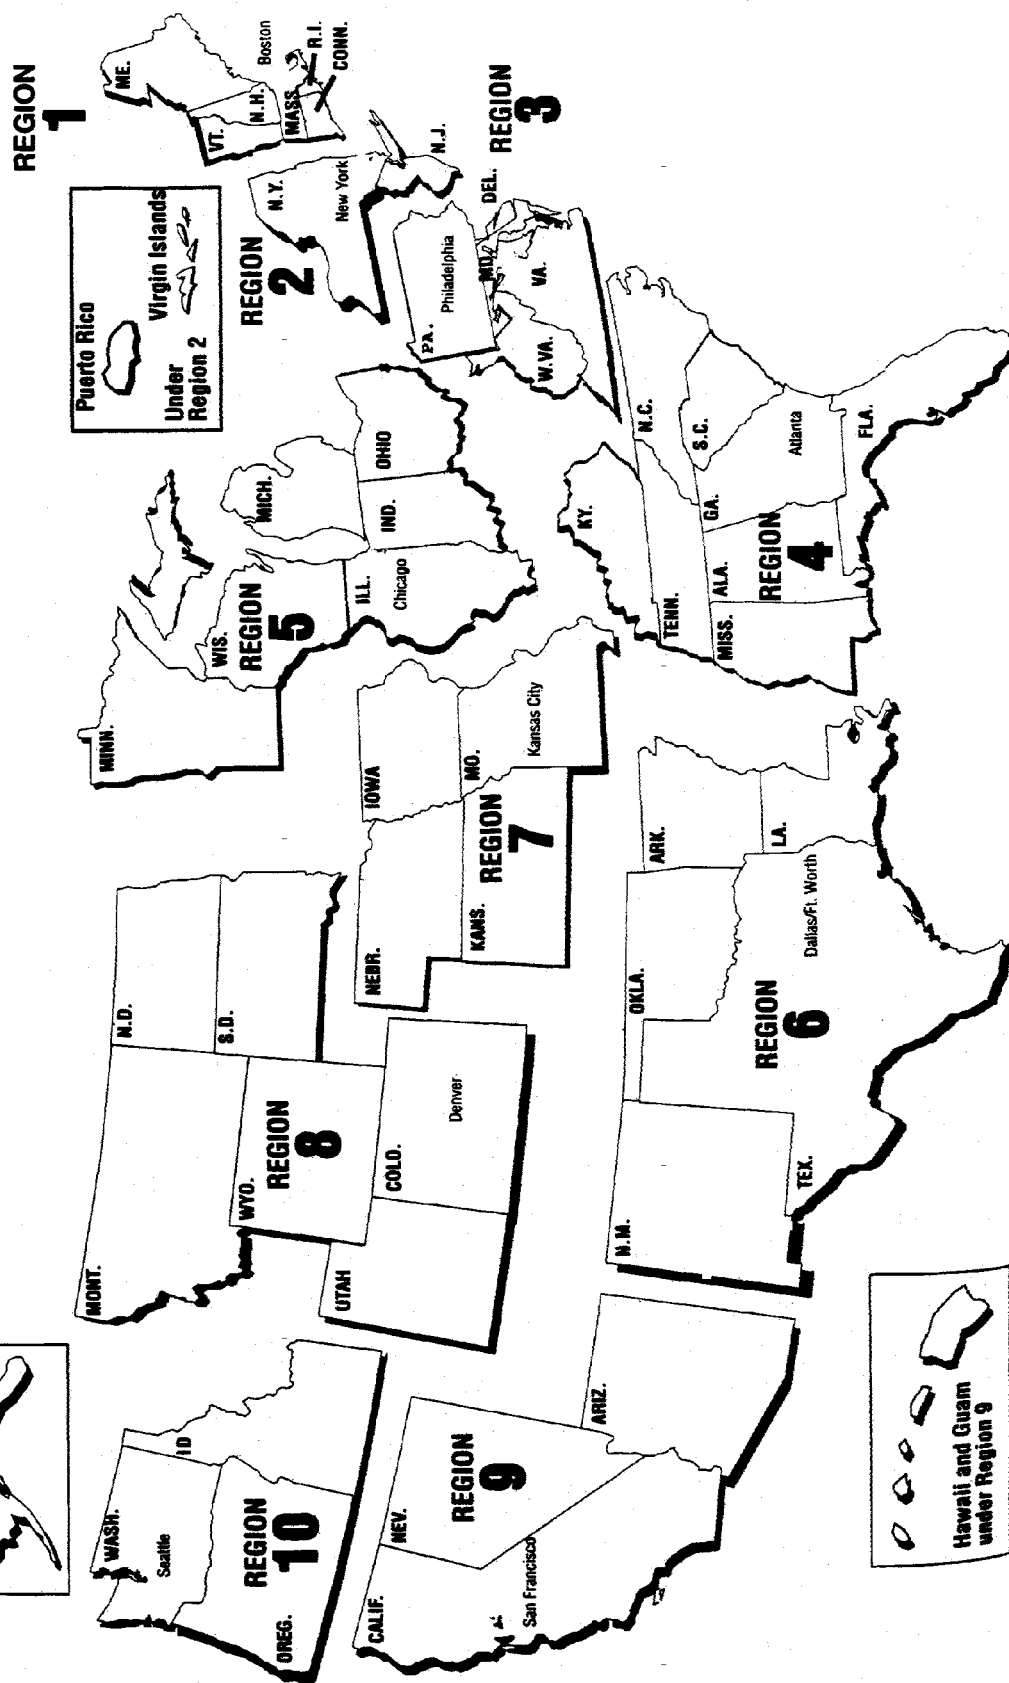 REGION
1
ME.
VT.
N.H.
Boston
MASS.
R.I.
CONN.
Puerto Rico
Virgin Islands
Under
Region 2
REGION
2
N.Y.
New York
N.J.
REGION
3
PA.
Philadelphia
DEL.
MD.
VA.
W.VA.
REGION
4
KY.
TENN.
N.C.
S.C.
GA.
Atlanta
ALA.
MISS.
FLA.
REGION
5
MINN.
WIS.
MICH.
ILL.
Chicago
IND.
OHIO
REGION
6
N.M.
TEX.
OKLA.
ARK.
LA.
Dallas/Ft. Worth
REGION
7
NEBR.
IOWA
KANS.
MO.
Kansas City
REGION
8
MONT.
N.D.
S.D.
WYO.
UTAH
COLO.
Denver
REGION
9
CALIF.
NEV.
ARIZ.
San Francisco
Hawaii and Guam
under Region 9
REGION
10
WASH.
Seattle
OREG.
ID